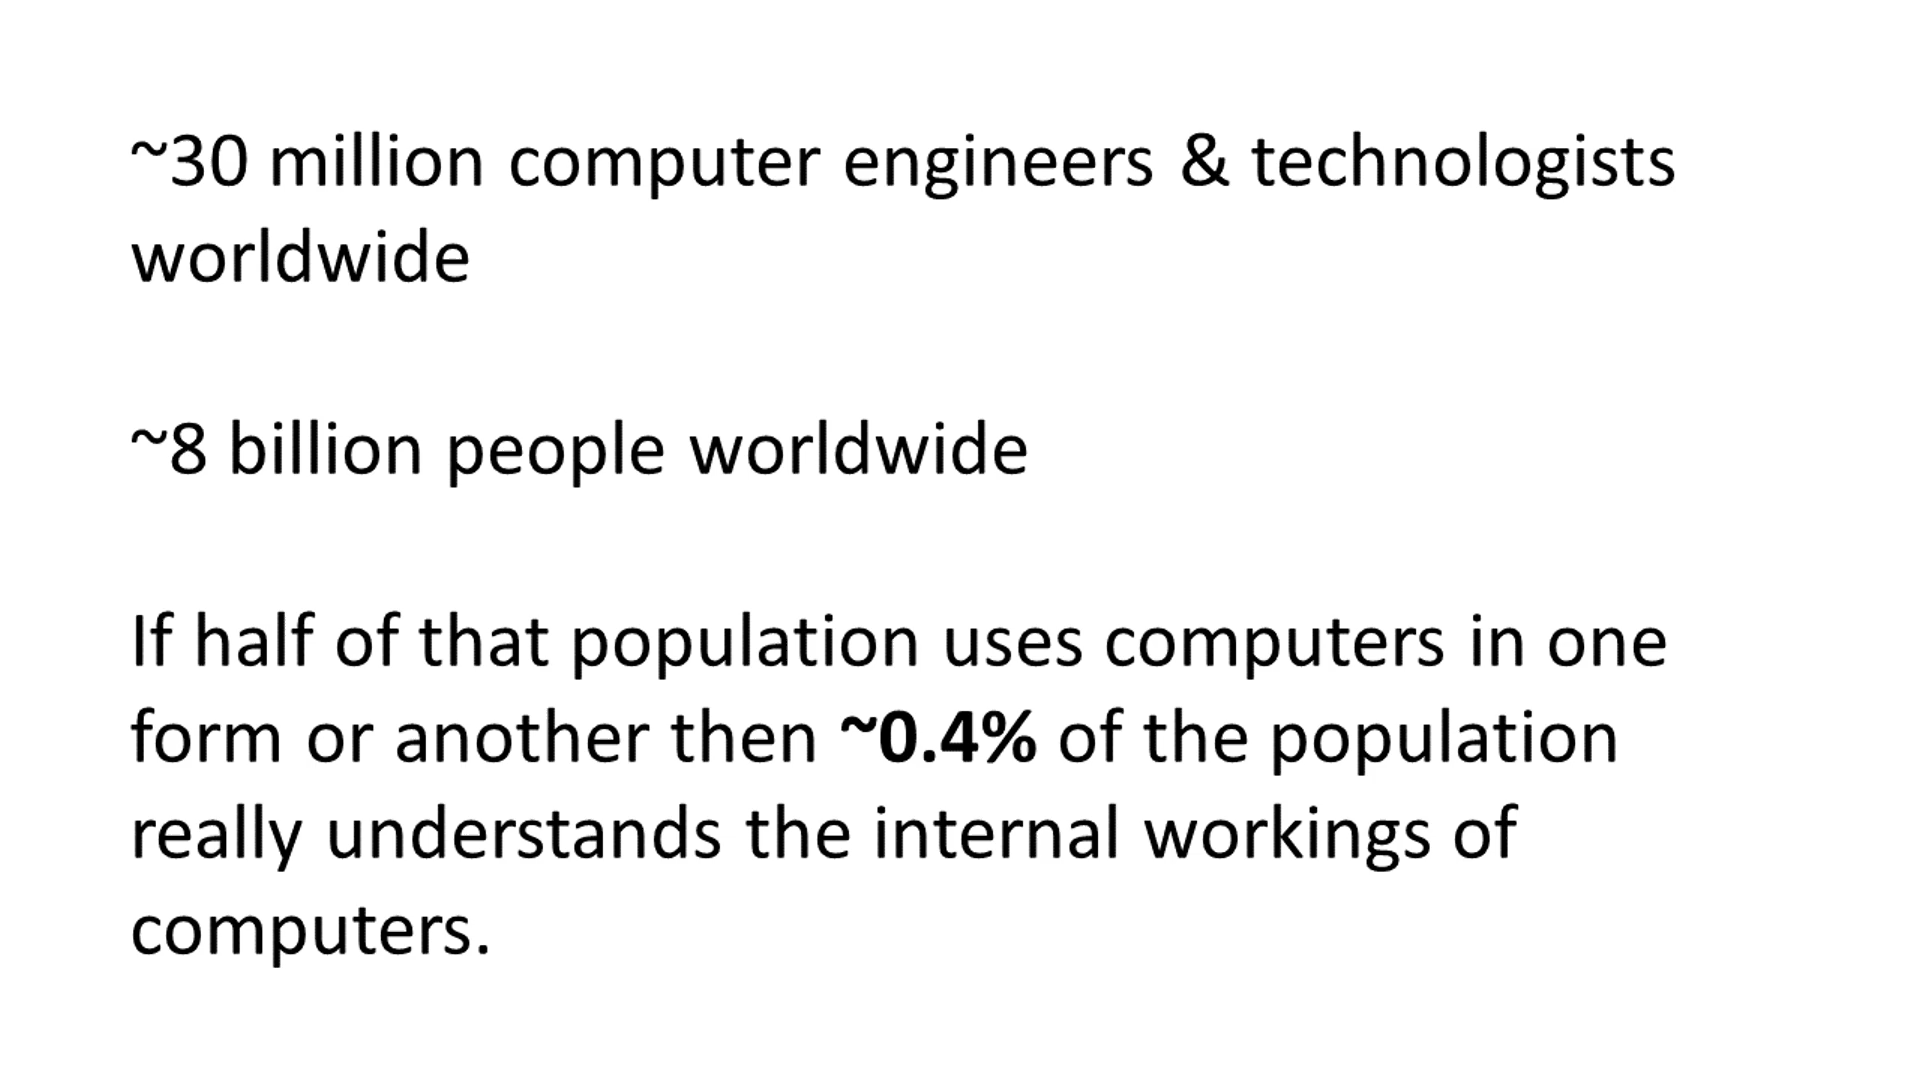 ~30 million computer engineers & technologists
worldwide
~8 billion people worldwide
If half of that population uses computers in one
form or another then ~0.4% of the population
really understands the internal workings of
computers.